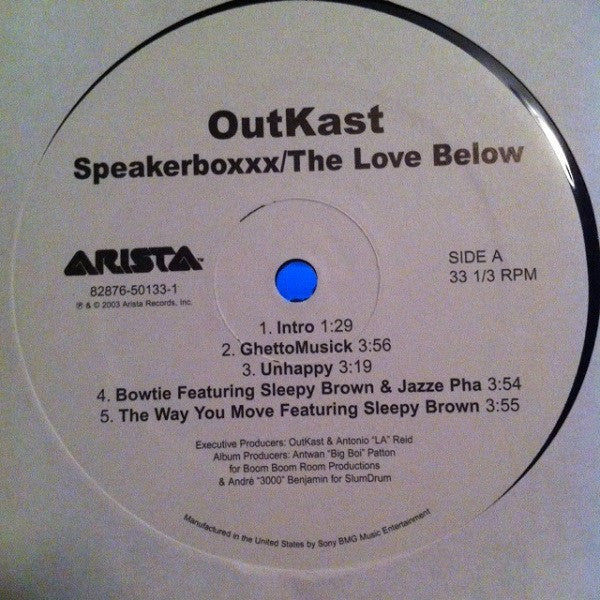 OutKast
Speakerboxxx/The Love Below
ARISTA™
82876-50133-1
℗ & © 2003 Arista Records, Inc.
SIDE A
33 1/3 RPM
1. Intro 1:29
2. GhettoMusick 3:56
3. Unhappy 3:19
4. Bowtie Featuring Sleepy Brown & Jazze Pha 3:54
5. The Way You Move Featuring Sleepy Brown 3:55
Executive Producers: OutKast & Antonio "LA" Reid
Album Producers: Antwan "Big Boi" Patton
for Boom Boom Room Productions
& André "3000" Benjamin for SlumDrum
Manufactured in the United States by Sony BMG Music Entertainment